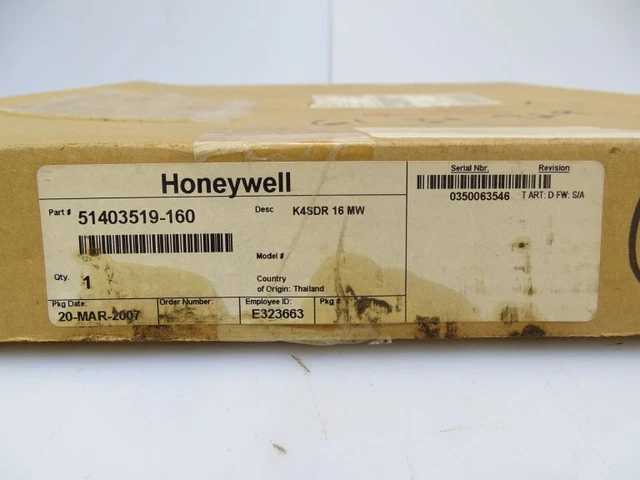 Honeywell
Part # 51403519-160
Desc K4SDR 16 MW
Model #
Qty. 1
Country
of Origin: Thailand
Pkg Date:
20-MAR-2007
Order Number:
Employee ID:
E323663
Pkg #
Serial Nbr. Revision
0350063546 T ART: D FW: S/A